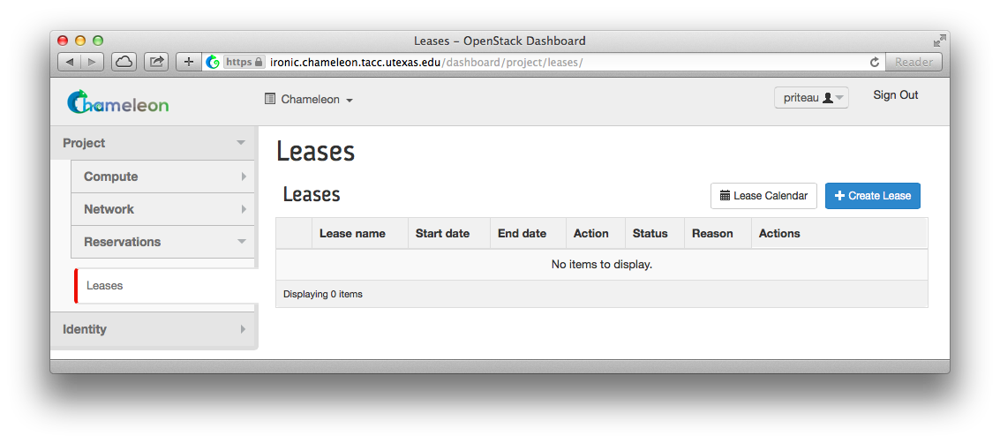 Leases – OpenStack Dashboard
https ironic.chameleon.tacc.utexas.edu/dashboard/project/leases/ Reader
Chameleon Chameleon priteau Sign Out
Project
Compute
Network
Reservations
Leases
Identity
Leases
Leases Lease Calendar Create Lease
Lease name Start date End date Action Status Reason Actions
No items to display.
Displaying 0 items